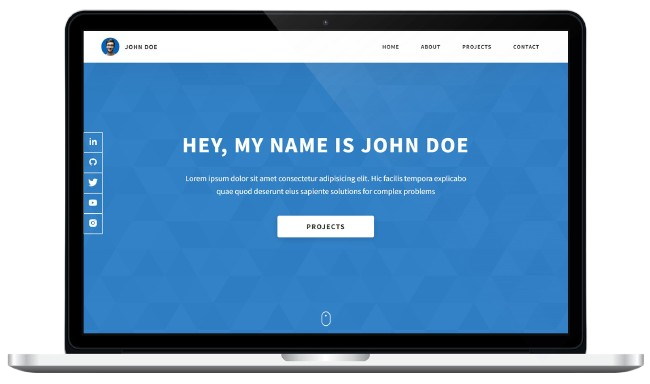 JOHN DOE
HOME ABOUT PROJECTS CONTACT
in
HEY, MY NAME IS JOHN DOE
Lorem ipsum dolor sit amet consectetur adipisicing elit. Hic facilis tempora explicabo
quae quod deserunt eius sapiente solutions for complex problems
PROJECTS